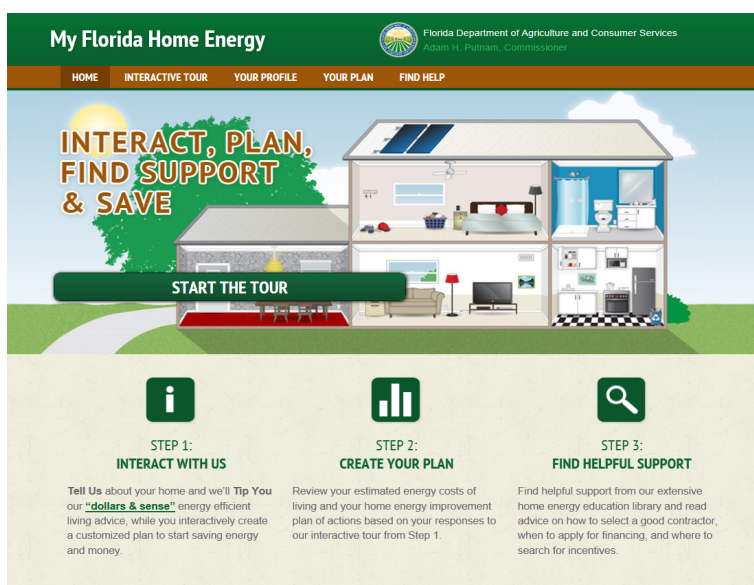 My Florida Home Energy
Florida Department of Agriculture and Consumer Services
Adam H. Putnam, Commissioner
HOME INTERACTIVE TOUR YOUR PROFILE YOUR PLAN FIND HELP
INTERACT, PLAN,
FIND SUPPORT
& SAVE
START THE TOUR
STEP 1:
INTERACT WITH US
Tell Us about your home and we'll Tip You
our "dollars & sense" energy efficient
living advice, while you interactively create
a customized plan to start saving energy
and money.
STEP 2:
CREATE YOUR PLAN
Review your estimated energy costs of
living and your home energy improvement
plan of actions based on your responses to
our interactive tour from Step 1.
STEP 3:
FIND HELPFUL SUPPORT
Find helpful support from our extensive
home energy education library and read
advice on how to select a good contractor,
when to apply for financing, and where to
search for incentives.